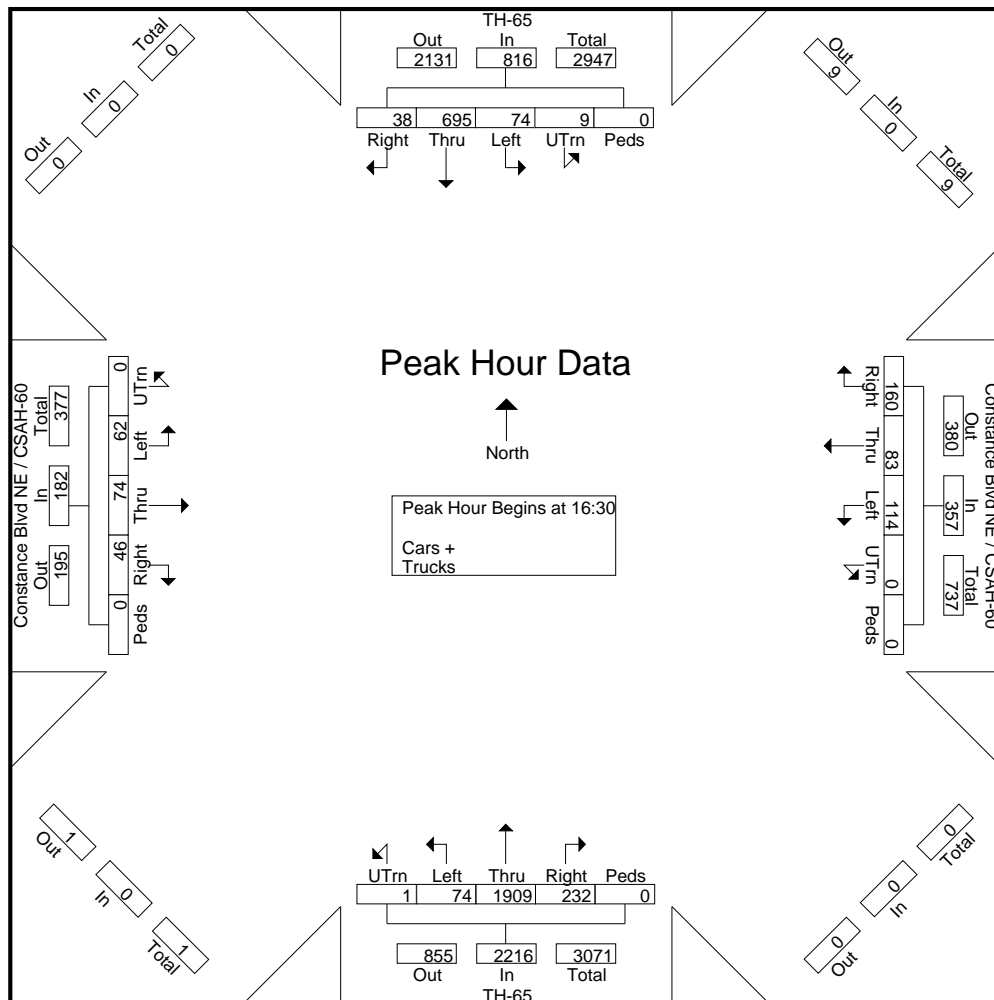 TH-65
Out In Total
2131 816 2947
38 695 74 9 0
Right Thru Left UTrn Peds
Total
0
In
0
Out
0
Out
9
In
0
Total
9
Peak Hour Data
North
Peak Hour Begins at 16:30
Cars +
Trucks
Constance Blvd NE / CSAH-60
Out In Total
195 182 377
0 46 74 62 0
Peds Right Thru Left UTrn
Constance Blvd NE / CSAH-60
Out In Total
380 357 737
160 83 114 0 0
Right Thru Left UTrn Peds
Out
1
In
0
Total
1
Total
0
In
0
Out
0
UTrn Left Thru Right Peds
1 74 1909 232 0
855 2216 3071
Out In Total
TH-65